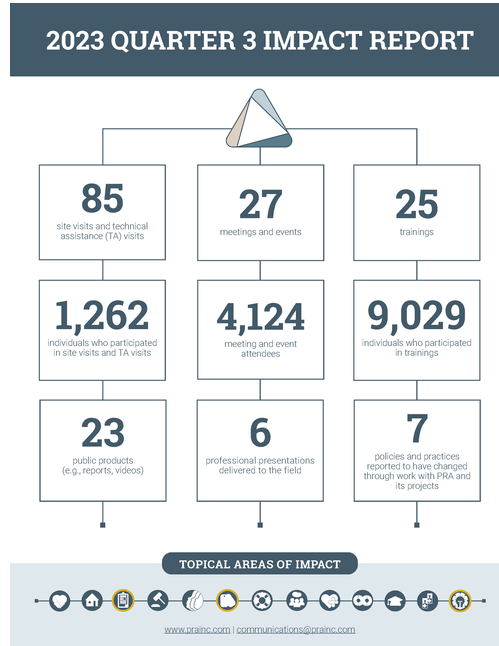 2023 QUARTER 3 IMPACT REPORT
85
site visits and technical
assistance (TA) visits
27
meetings and events
25
trainings
1,262
individuals who participated
in site visits and TA visits
4,124
meeting and event
attendees
9,029
individuals who participated
in trainings
23
public products
(e.g., reports, videos)
6
professional presentations
delivered to the field
7
policies and practices
reported to have changed
through work with PRA and
its projects
TOPICAL AREAS OF IMPACT
www.prainc.com | communications@prainc.com